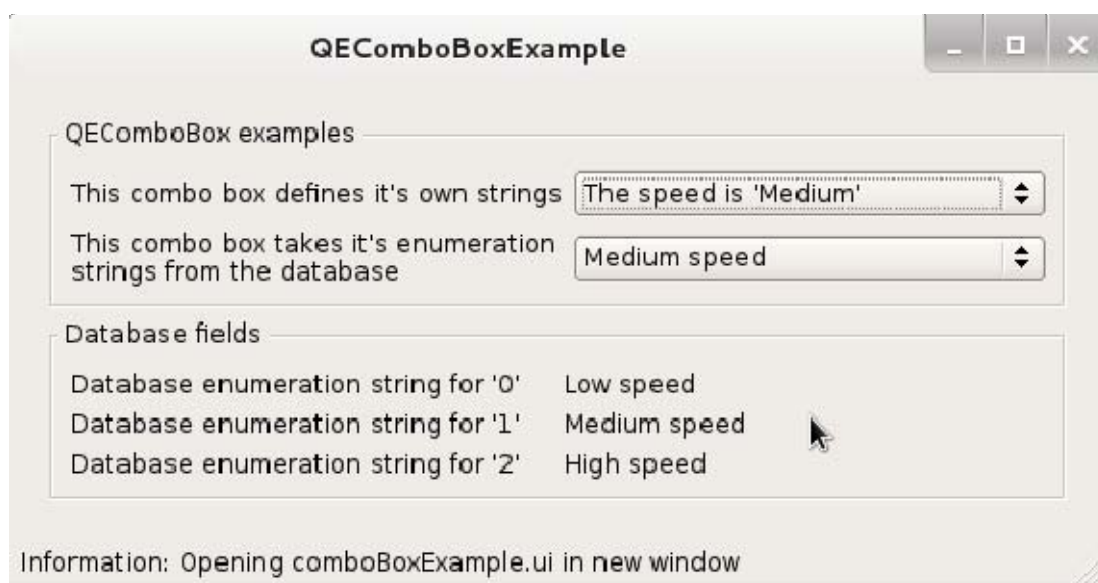 QEComboBoxExample
QEComboBox examples
This combo box defines it's own strings The speed is 'Medium'
This combo box takes it's enumeration
strings from the database Medium speed
Database fields
Database enumeration string for '0' Low speed
Database enumeration string for '1' Medium speed
Database enumeration string for '2' High speed
Information: Opening comboBoxExample.ui in new window